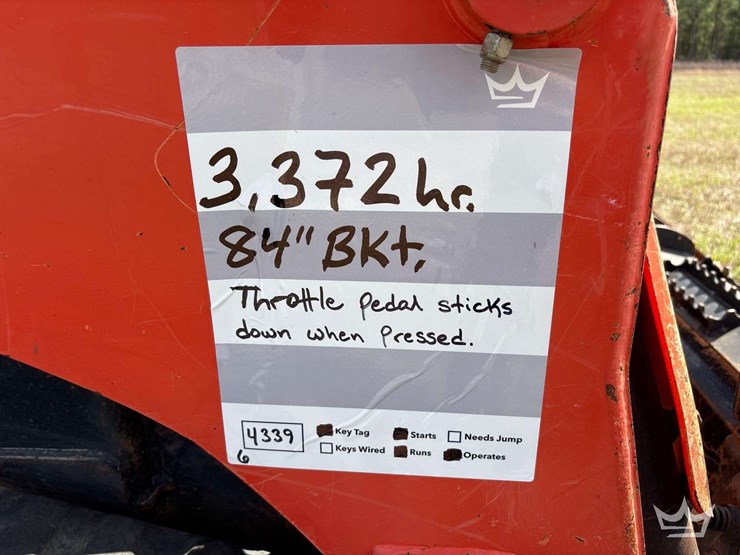 3,372 hr.
84" BKt.
Throttle pedal sticks
down when Pressed.
4339 Key Tag Starts Needs Jump
6 Keys Wired Runs Operates